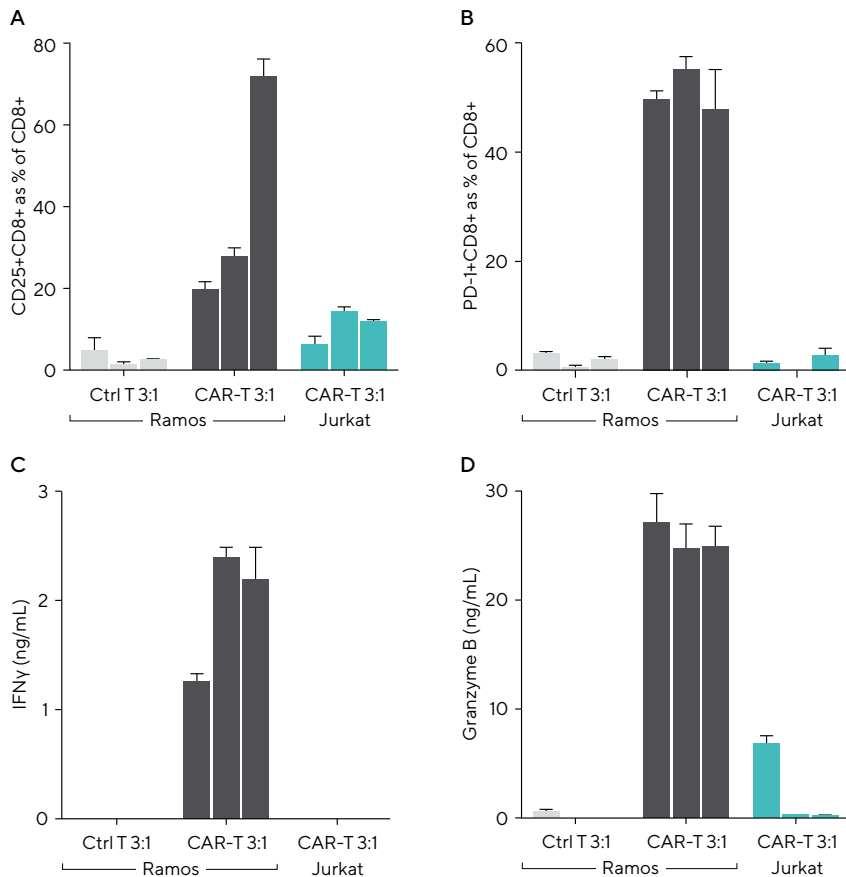 A
CD25+CD8+ as % of CD8+
80
60
40
20
0
Ctrl T 3:1 CAR-T 3:1 CAR-T 3:1
Ramos Jurkat
B
PD-1+CD8+ as % of CD8+
60
40
20
0
Ctrl T 3:1 CAR-T 3:1 CAR-T 3:1
Ramos Jurkat
C
IFNγ (ng/mL)
3
2
1
0
Ctrl T 3:1 CAR-T 3:1 CAR-T 3:1
Ramos Jurkat
D
Granzyme B (ng/mL)
30
20
10
0
Ctrl T 3:1 CAR-T 3:1 CAR-T 3:1
Ramos Jurkat